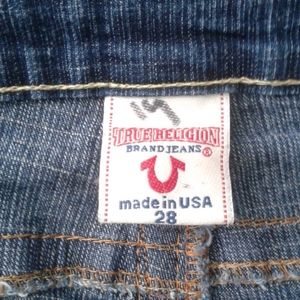 TRUE RELIGION
BRAND JEANS
made in USA
28